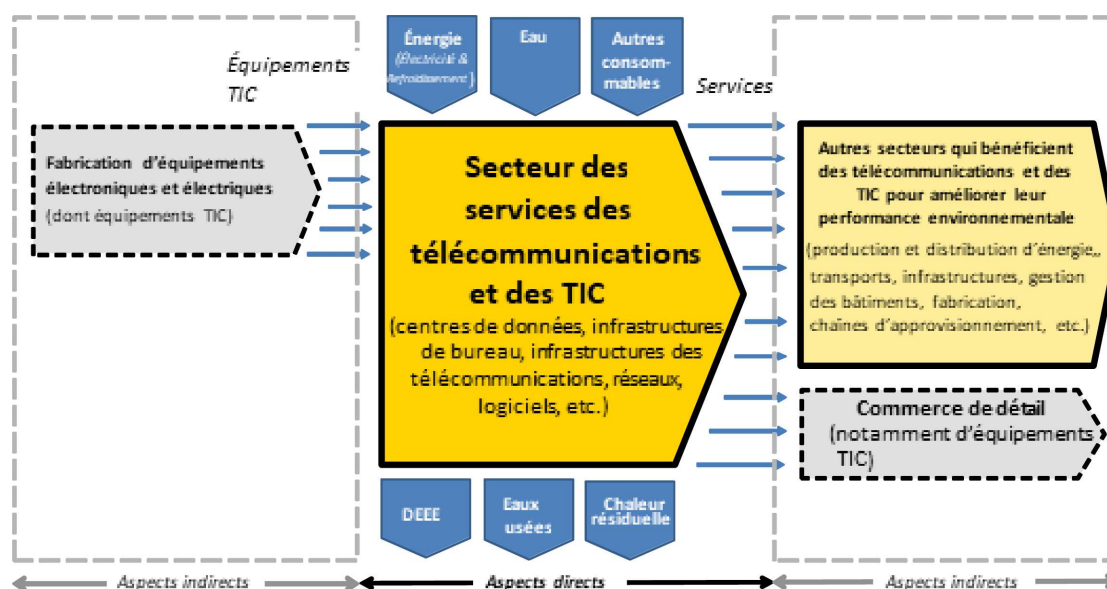 Énergie
(Électricité &
Refroidissement)
Eau
Autres
consom-
mables
Équipements
TIC
Services
Fabrication d'équipements
électroniques et électriques
(dont équipements TIC)
Secteur des
services des
télécommunications
et des TIC
(centres de données, infrastructures
de bureau, infrastructures des
télécommunications, réseaux,
logiciels, etc.)
Autres secteurs qui bénéficient
des télécommunications et des
TIC pour améliorer leur
performance environnementale
(production et distribution d'énergie,,
transports, infrastructures, gestion
des bâtiments, fabrication,
chaînes d'approvisionnement, etc.)
Commerce de détail
(notamment d'équipements
TIC)
DEEE
Eaux
usées
Chaleur
résiduelle
Aspects indirects
Aspects directs
Aspects indirects